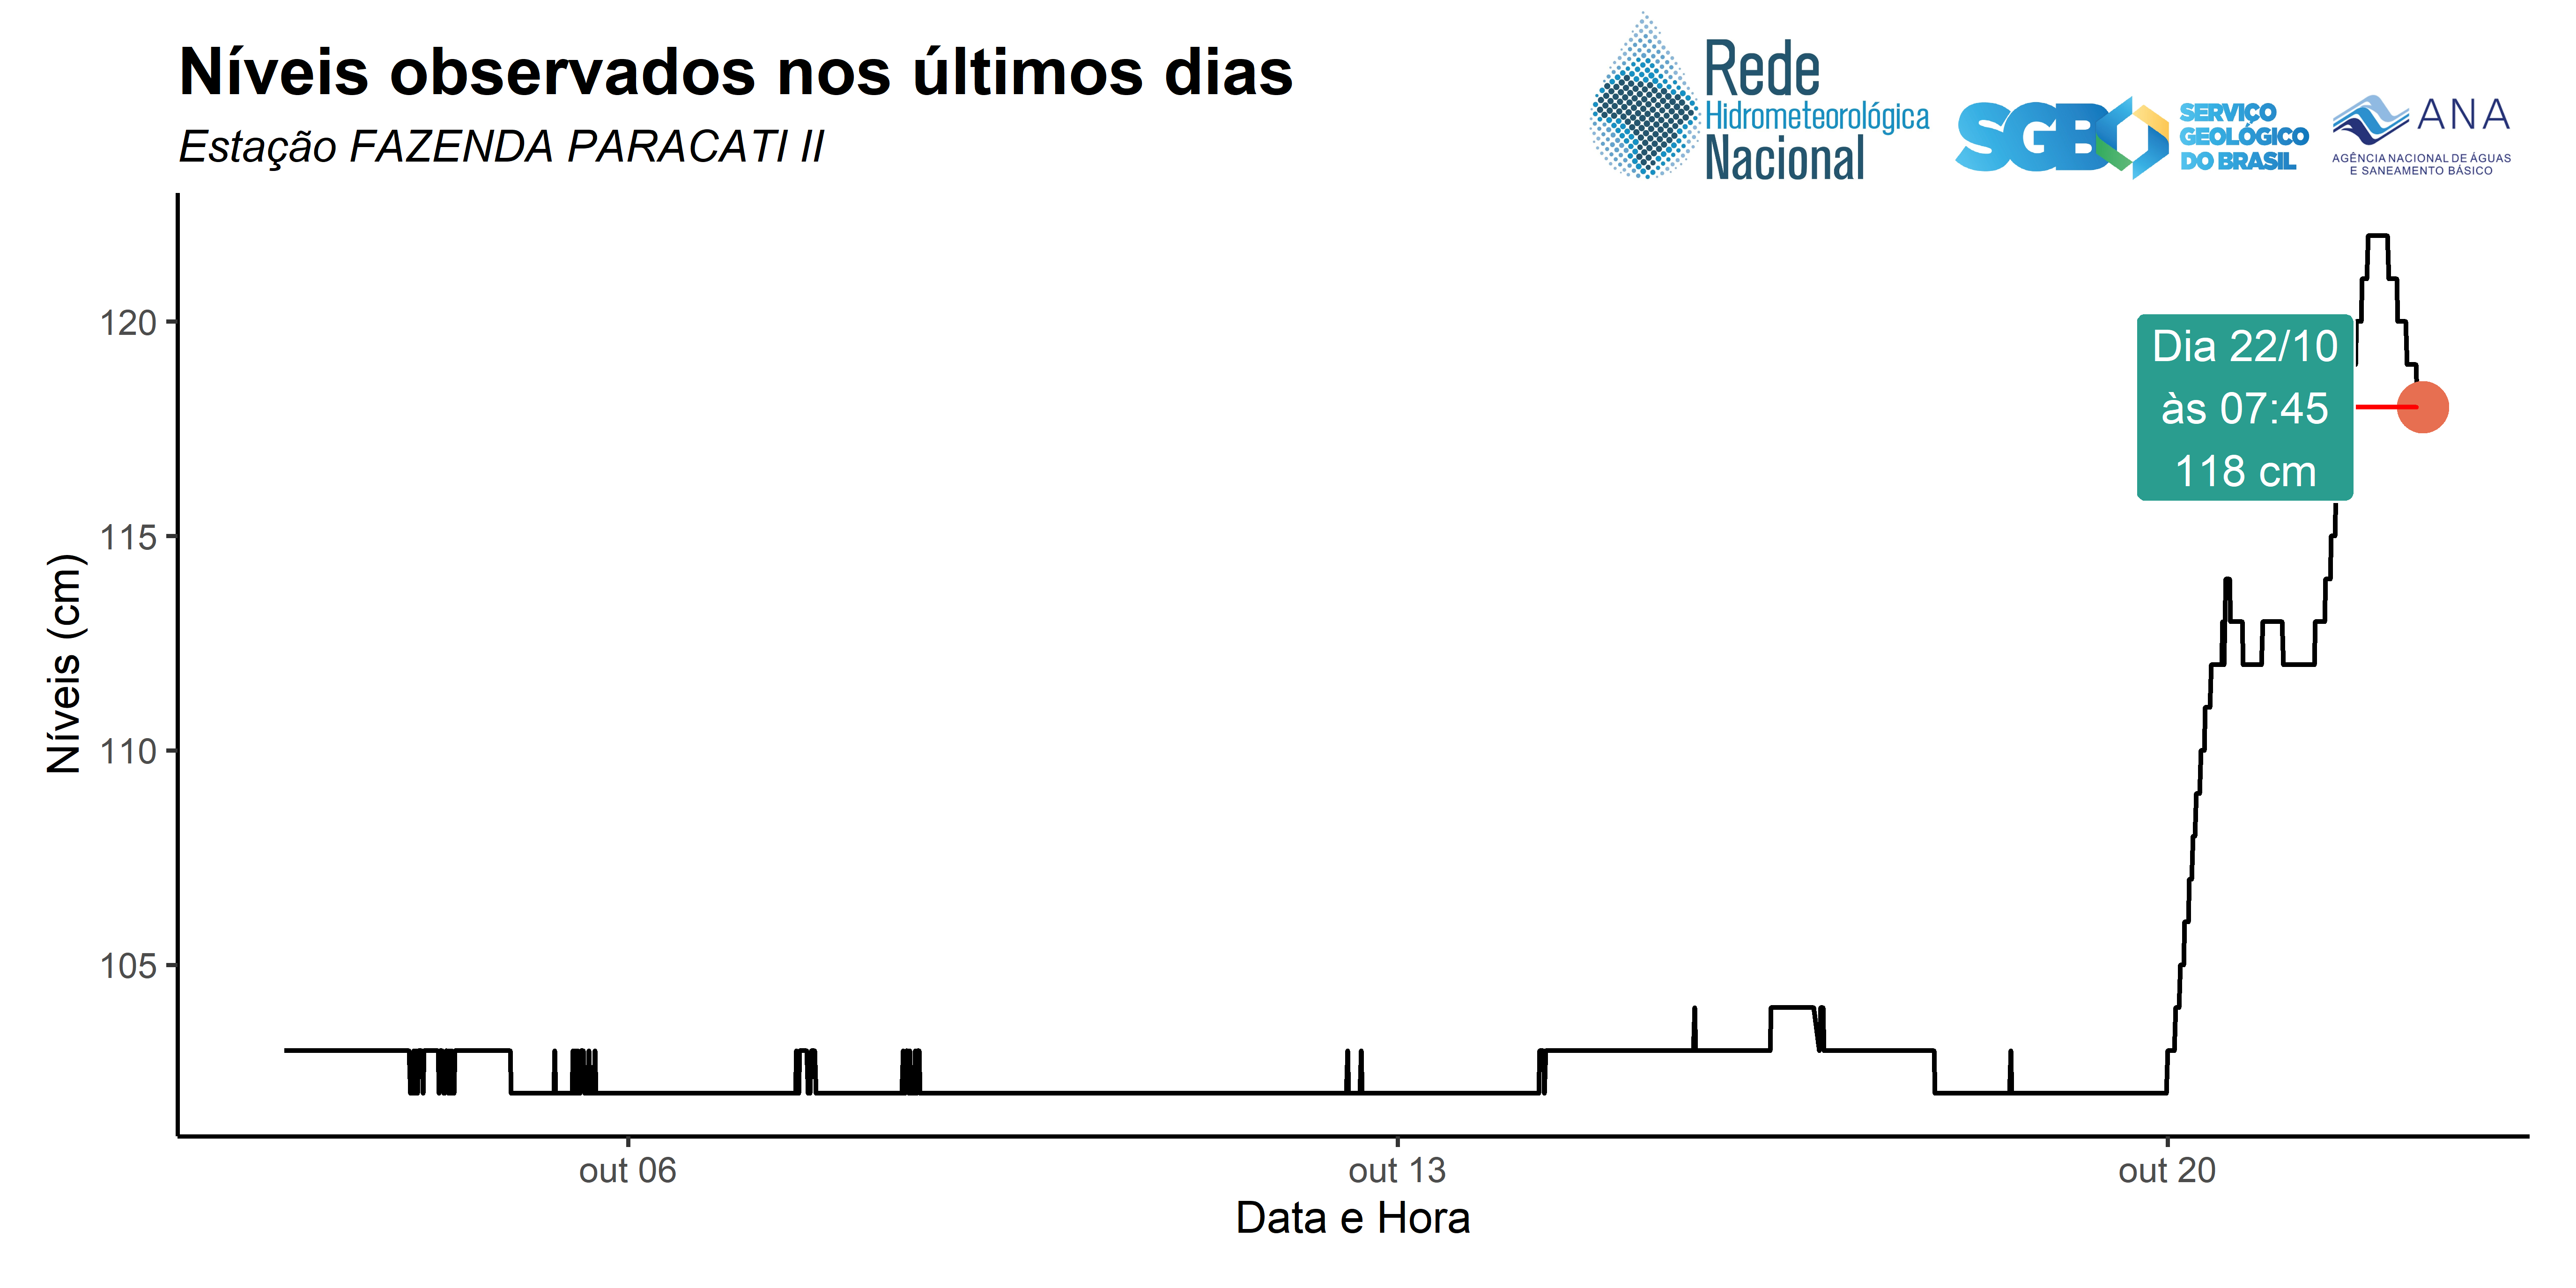 Níveis observados nos últimos dias
Estação FAZENDA PARACATI II
Rede
Hidrometeorológica
Nacional
SGB
SERVIÇO
GEOLÓGICO
DO BRASIL
ANA
AGÊNCIA NACIONAL DE ÁGUAS
E SANEAMENTO BÁSICO
120
115
110
105
Níveis (cm)
Dia 22/10
às 07:45
118 cm
out 06
out 13
out 20
Data e Hora